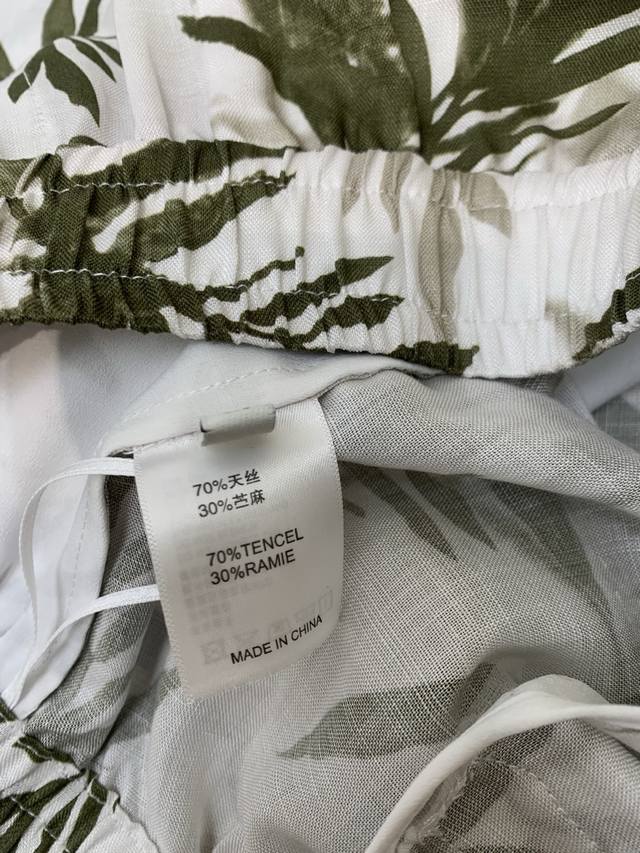 70%天丝
30%苎麻
70%TENCEL
30%RAMIE
MADE IN CHINA